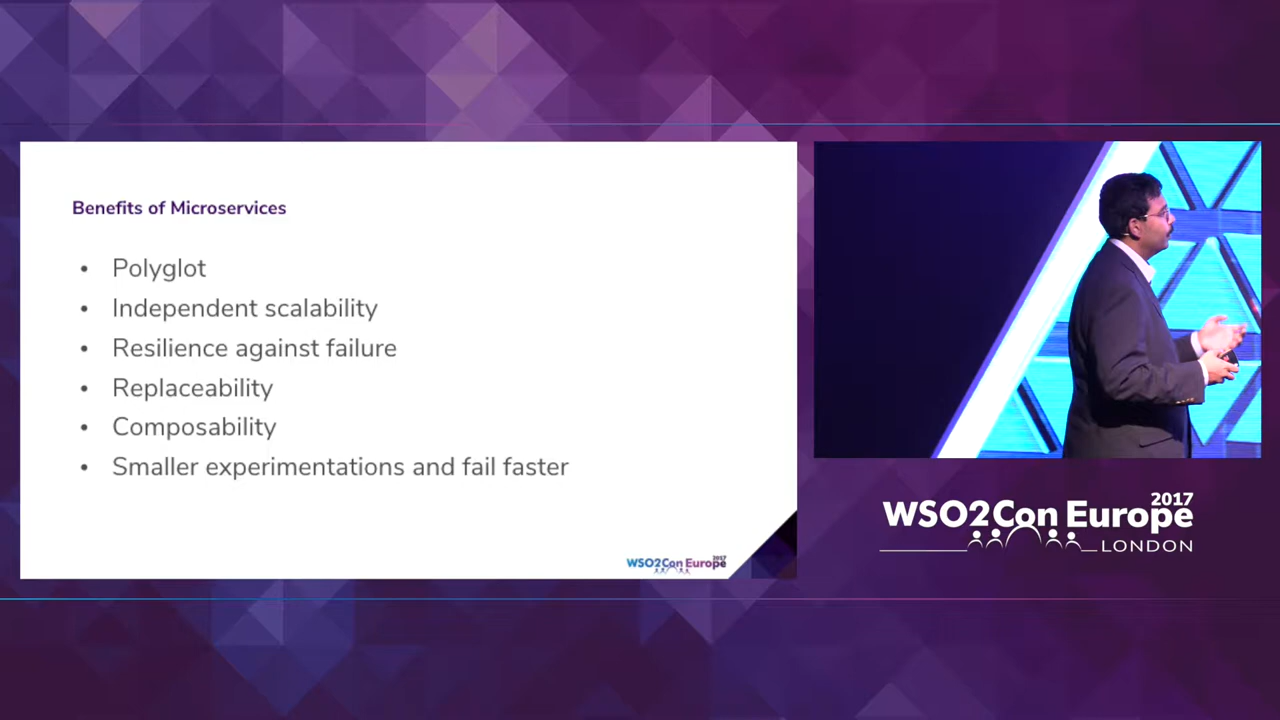 Benefits of Microservices
• Polyglot
• Independent scalability
• Resilience against failure
• Replaceability
• Composability
• Smaller experimentations and fail faster
WSO2Con Europe 2017
WSO2Con Europe 2017
LONDON